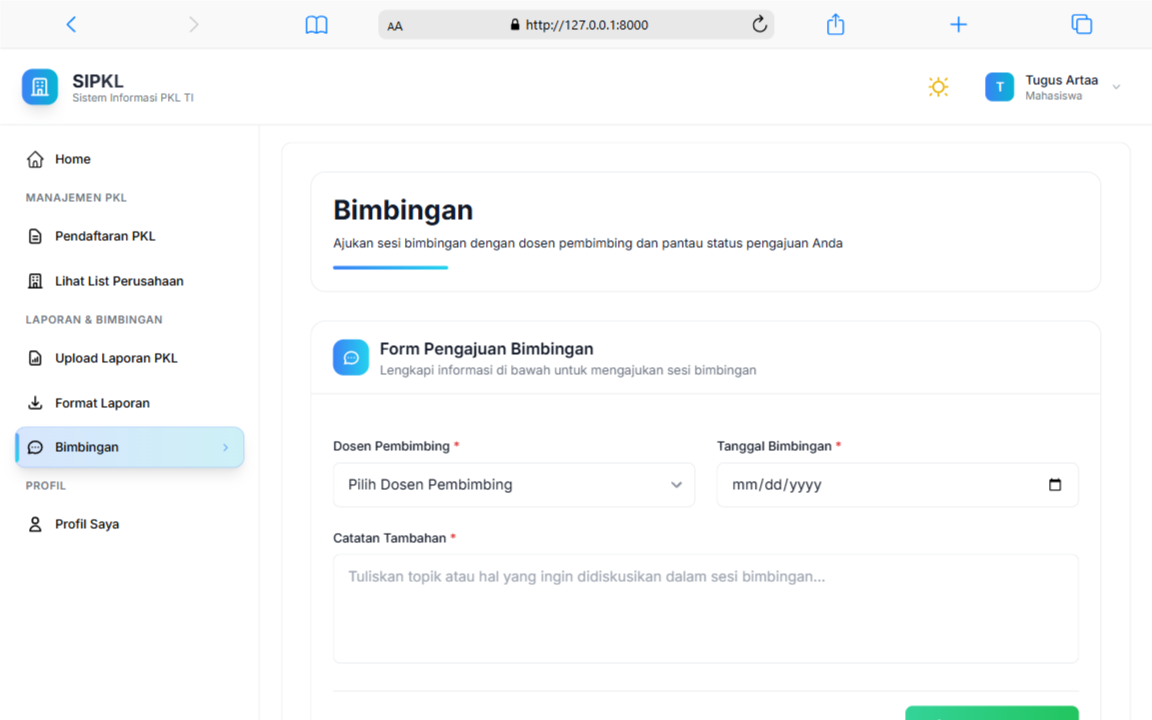 AA
http://127.0.0.1:8000
SIPKL
Sistem Informasi PKL TI
T
Tugus Artaa
Mahasiswa
Home
MANAJEMEN PKL
Pendaftaran PKL
Lihat List Perusahaan
LAPORAN & BIMBINGAN
Upload Laporan PKL
Format Laporan
Bimbingan
PROFIL
Profil Saya
Bimbingan
Ajukan sesi bimbingan dengan dosen pembimbing dan pantau status pengajuan Anda
Form Pengajuan Bimbingan
Lengkapi informasi di bawah untuk mengajukan sesi bimbingan
Dosen Pembimbing *
Pilih Dosen Pembimbing
Tanggal Bimbingan *
mm/dd/yyyy
Catatan Tambahan *
Tuliskan topik atau hal yang ingin didiskusikan dalam sesi bimbingan...